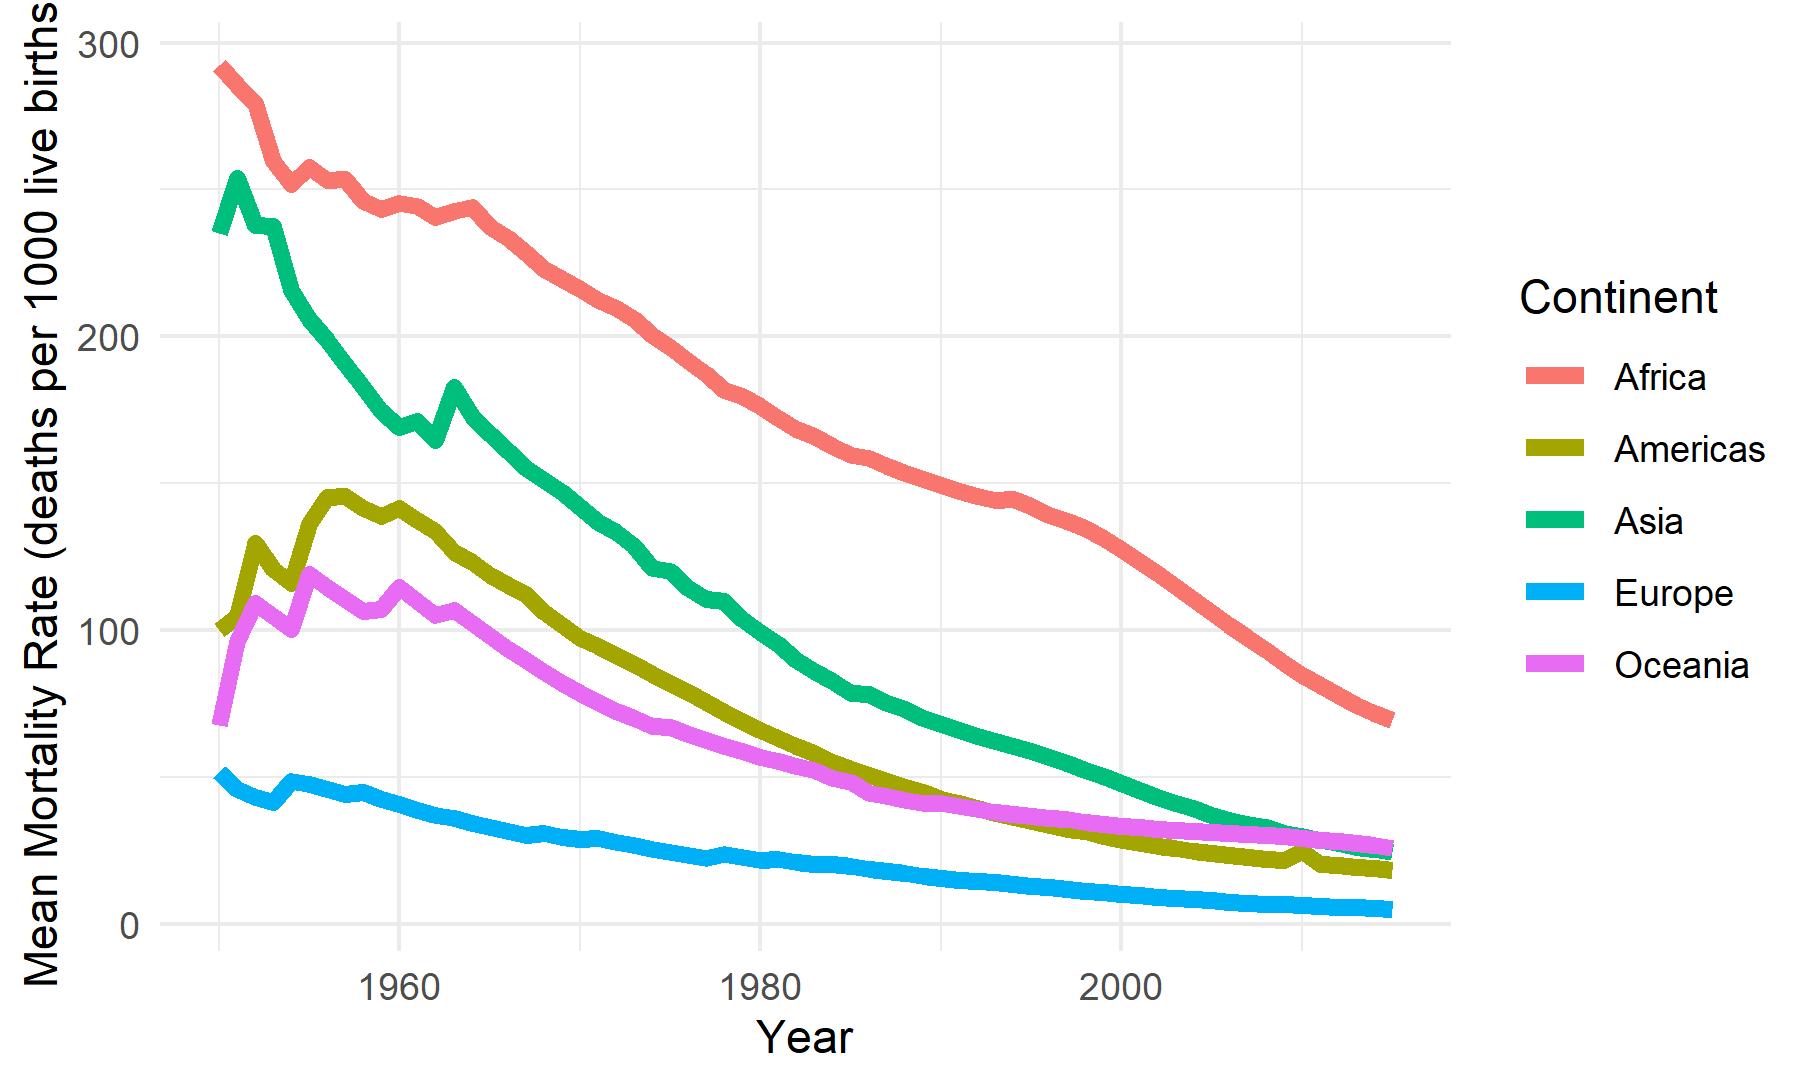 Mean Mortality Rate (deaths per 1000 live births
300
200
100
0
1960
1980
2000
Year
Continent
Africa
Americas
Asia
Europe
Oceania